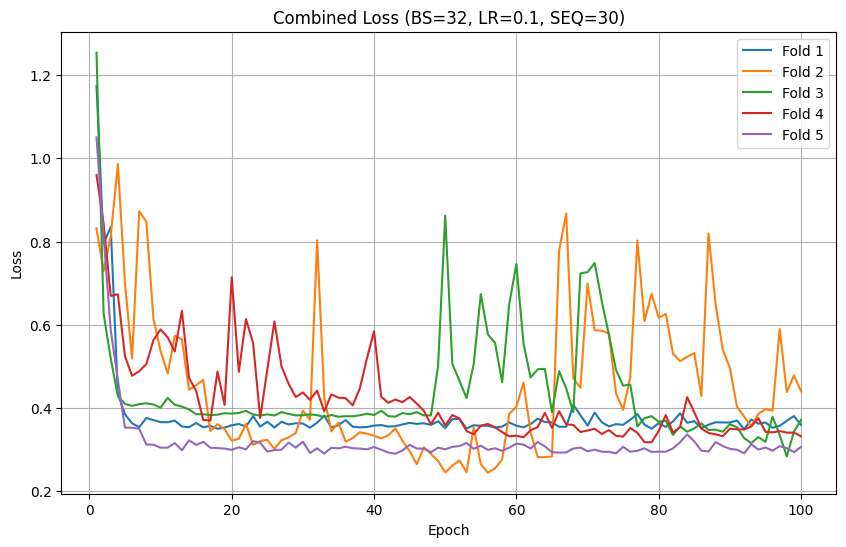 Combined Loss (BS=32, LR=0.1, SEQ=30)
Fold 1
Fold 2
Fold 3
Fold 4
Fold 5
Loss
1.2
1.0
0.8
0.6
0.4
0.2
0
20
40
60
80
100
Epoch